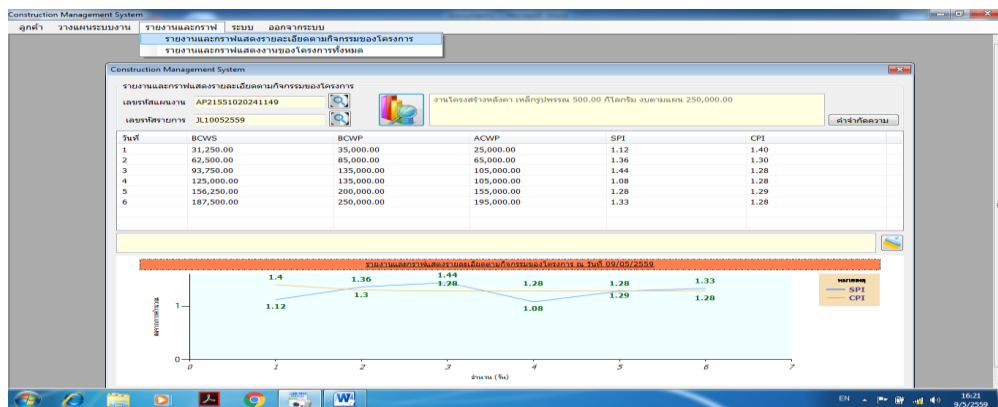 Construction Management System
ลูกค้า วางแผนระบบงาน รายงานและกราฟ ระบบ ออกจากระบบ
รายงานและกราฟแสดงรายละเอียดตามกิจกรรมของโครงการ
รายงานและกราฟแสดงงานของโครงการทั้งหมด
Construction Management System
รายงานและกราฟแสดงรายละเอียดตามกิจกรรมของโครงการ
เลขรหัสแผนงาน AP21551020241149
งานโครงสร้างหลังคา เหล็กรูปพรรณ 500.00 กิโลกรัม งบตามแผน 250,000.00
เลขรหัสรายการ JL10052559
คำจำกัดความ
วันที่ BCWS BCWP ACWP SPI CPI
1 31,250.00 35,000.00 25,000.00 1.12 1.40
2 62,500.00 85,000.00 65,000.00 1.36 1.30
3 93,750.00 135,000.00 105,000.00 1.44 1.28
4 125,000.00 135,000.00 105,000.00 1.08 1.28
5 156,250.00 200,000.00 155,000.00 1.28 1.29
6 187,500.00 250,000.00 195,000.00 1.33 1.28
รายงานและกราฟแสดงรายละเอียดตามกิจกรรมของโครงการ ณ วันที่ 09/05/2559
1.4 1.36 1.44 1.28 1.28 1.28 1.33
1.12 1.3 1.08 1.29 1.28
หมายเหตุ
SPI
CPI
1
0
0 1 2 3 4 5 6 7
จำนวน (วัน)
EN 16:21
9/5/2559